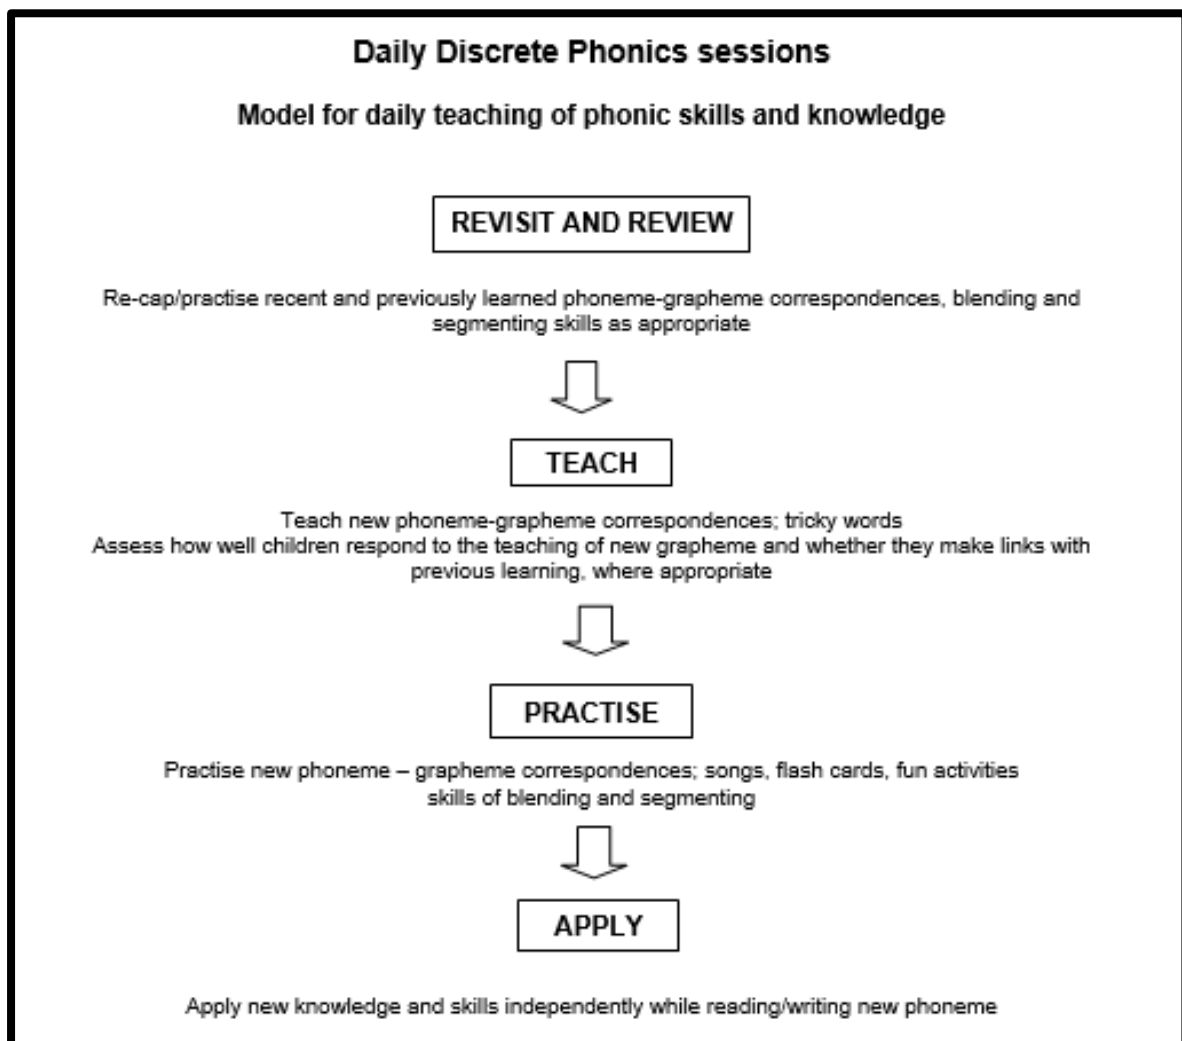 Daily Discrete Phonics sessions
Model for daily teaching of phonic skills and knowledge
REVISIT AND REVIEW
Re-cap/practise recent and previously learned phoneme-grapheme correspondences, blending and
segmenting skills as appropriate
TEACH
Teach new phoneme-grapheme correspondences; tricky words
Assess how well children respond to the teaching of new grapheme and whether they make links with
previous learning, where appropriate
PRACTISE
Practise new phoneme – grapheme correspondences; songs, flash cards, fun activities
skills of blending and segmenting
APPLY
Apply new knowledge and skills independently while reading/writing new phoneme